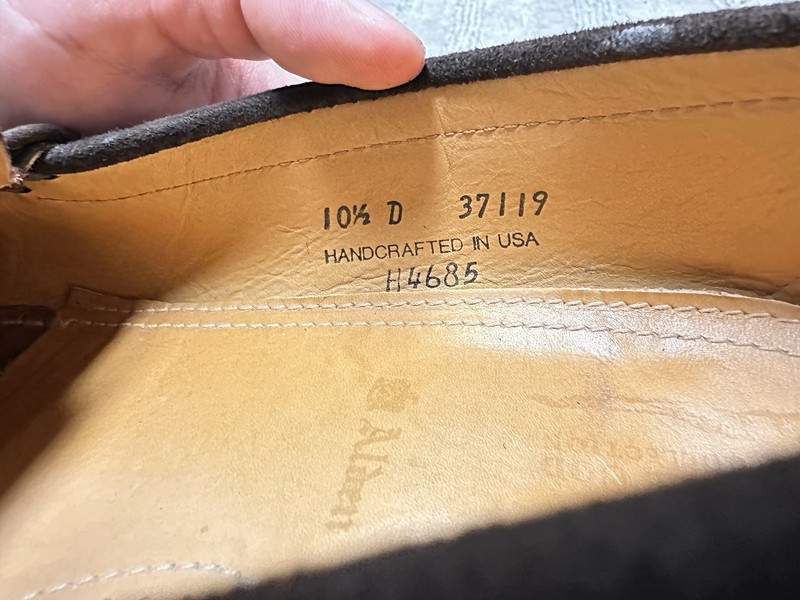 10½ D 37119
HANDCRAFTED IN USA
H4685
Alden